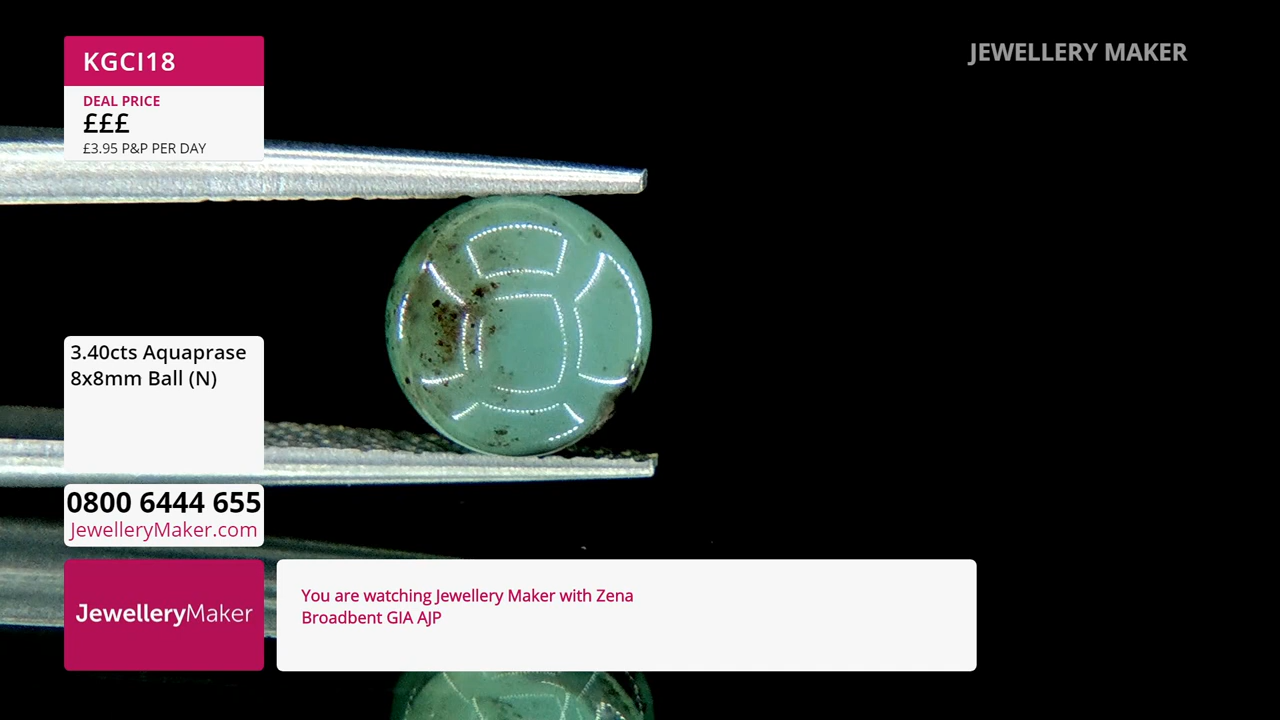 KGCI18
DEAL PRICE
£££
£3.95 P&P PER DAY
JEWELLERY MAKER
3.40cts Aquaprase
8x8mm Ball (N)
0800 6444 655
JewelleryMaker.com
JewelleryMaker
You are watching Jewellery Maker with Zena
Broadbent GIA AJP